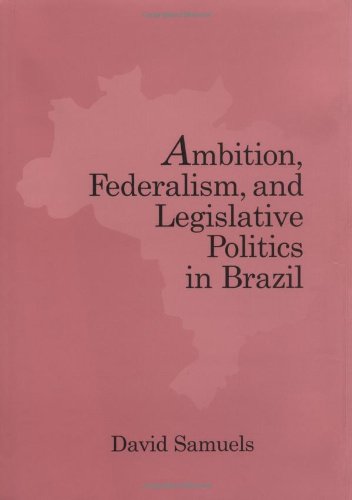 Ambition,
Federalism, and
Legislative
Politics
in Brazil
David Samuels